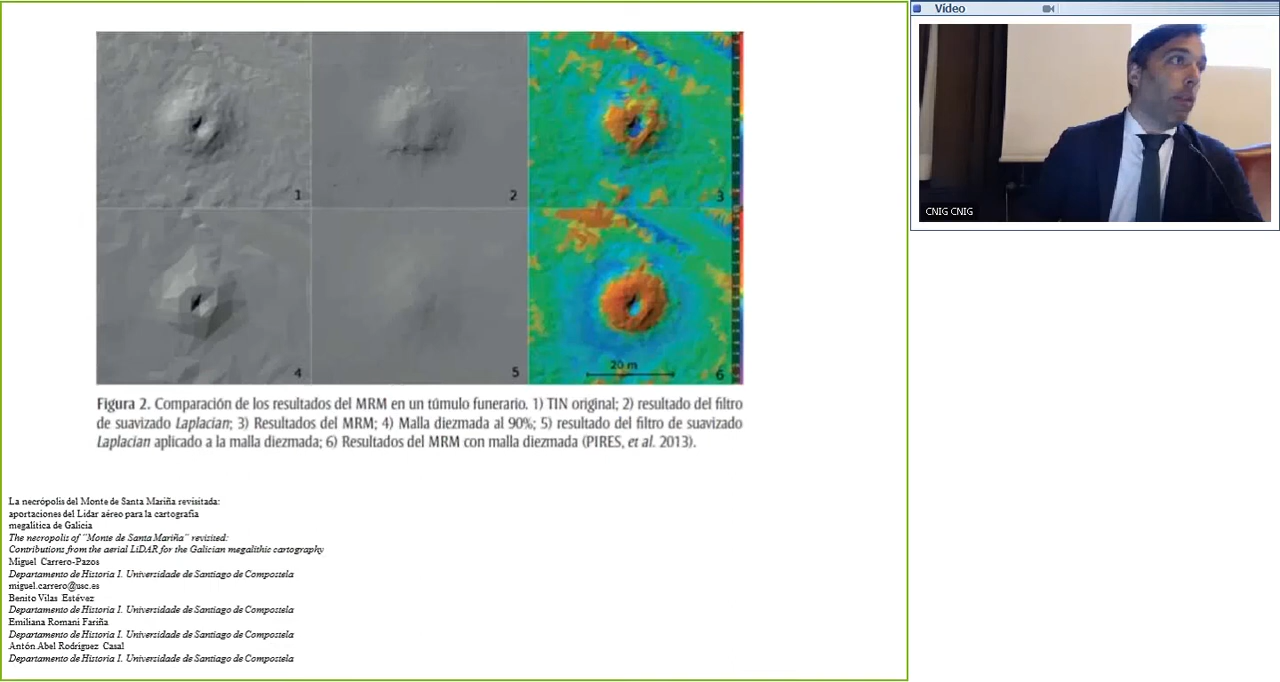 Vídeo
CNIG CNIG
1
2
3
4
5
20 m
6
Figura 2. Comparación de los resultados del MRM en un túmulo funerario. 1) TIN original; 2) resultado del filtro
de suavizado Laplacian; 3) Resultados del MRM; 4) Malla diezmada al 90%; 5) resultado del filtro de suavizado
Laplacian aplicado a la malla diezmada; 6) Resultados del MRM con malla diezmada (PIRES, et al. 2013).
La necrópolis del Monte de Santa Mariña revisitada:
aportaciones del Lidar aéreo para la cartografía
megalítica de Galicia
The necropolis of “Monte de Santa Mariña” revisited:
Contributions from the aerial LiDAR for the Galician megalithic cartography
Miguel Carrero-Pazos
Departamento de Historia I. Universidade de Santiago de Compostela
miguel.carrero@usc.es
Benito Vilas Estévez
Departamento de Historia I. Universidade de Santiago de Compostela
Emiliana Romani Fariña
Departamento de Historia I. Universidade de Santiago de Compostela
Antón Abel Rodríguez Casal
Departamento de Historia I. Universidade de Santiago de Compostela